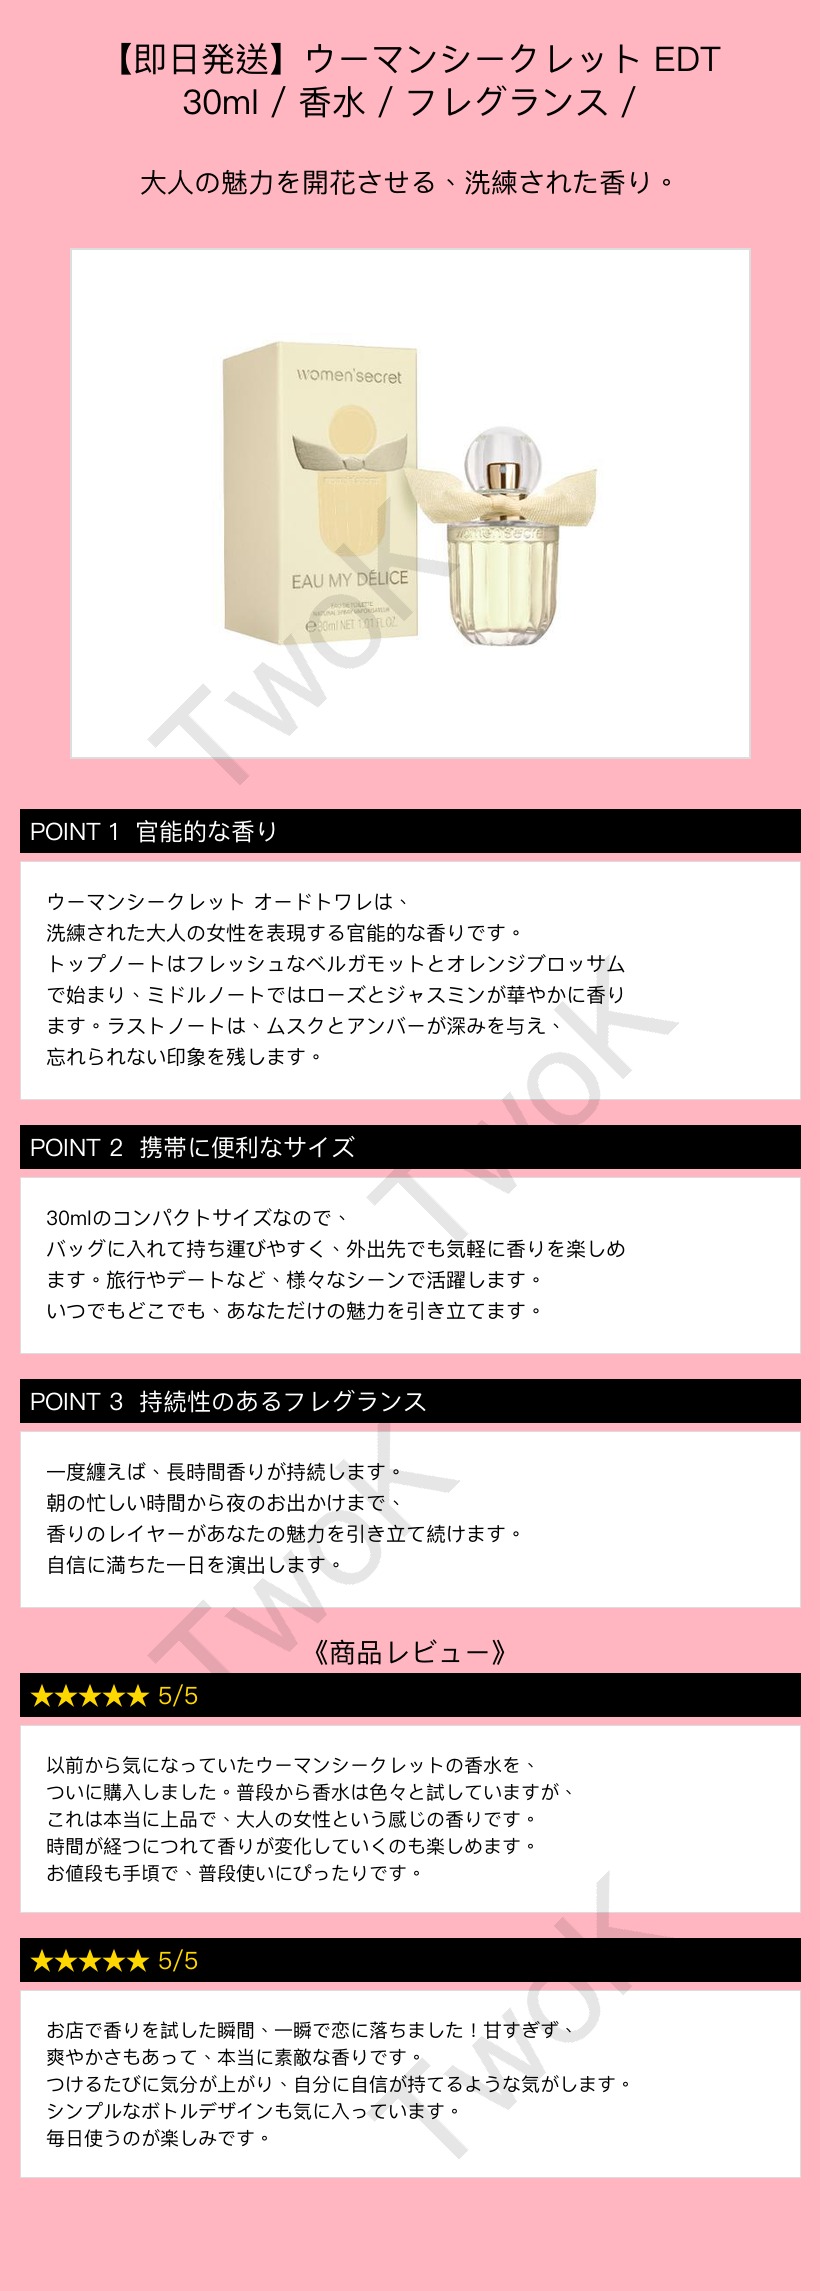 【即日発送】ウーマンシークレット EDT
30ml / 香水 / フレグランス /
大人の魅力を開花させる、洗練された香り。
women'secret
EAU MY DÉLICE
EAU DE TOILETTE
NATURAL SPRAY VAPORISATEUR
℮30ml NET 1.01 FL.OZ.
women'secret
TwoK
POINT 1 官能的な香り
ウーマンシークレット オードトワレは、
洗練された大人の女性を表現する官能的な香りです。
トップノートはフレッシュなベルガモットとオレンジブロッサム
で始まり、ミドルノートではローズとジャスミンが華やかに香り
ます。ラストノートは、ムスクとアンバーが深みを与え、
忘れられない印象を残します。
TwoK
POINT 2 携帯に便利なサイズ
30mlのコンパクトサイズなので、
バッグに入れて持ち運びやすく、外出先でも気軽に香りを楽しめ
ます。旅行やデートなど、様々なシーンで活躍します。
いつでもどこでも、あなただけの魅力を引き立てます。
POINT 3 持続性のあるフレグランス
一度纏えば、長時間香りが持続します。
朝の忙しい時間から夜のお出かけまで、
香りのレイヤーがあなたの魅力を引き立て続けます。
自信に満ちた一日を演出します。
TwoK
《商品レビュー》
★★★★★ 5/5
以前から気になっていたウーマンシークレットの香水を、
ついに購入しました。普段から香水は色々と試していますが、
これは本当に上品で、大人の女性という感じの香りです。
時間が経つにつれて香りが変化していくのも楽しめます。
お値段も手頃で、普段使いにぴったりです。
★★★★★ 5/5
お店で香りを試した瞬間、一瞬で恋に落ちました！甘すぎず、
爽やかさもあって、本当に素敵な香りです。
つけるたびに気分が上がり、自分に自信が持てるような気がします。
シンプルなボトルデザインも気に入っています。
毎日使うのが楽しみです。
TwoK